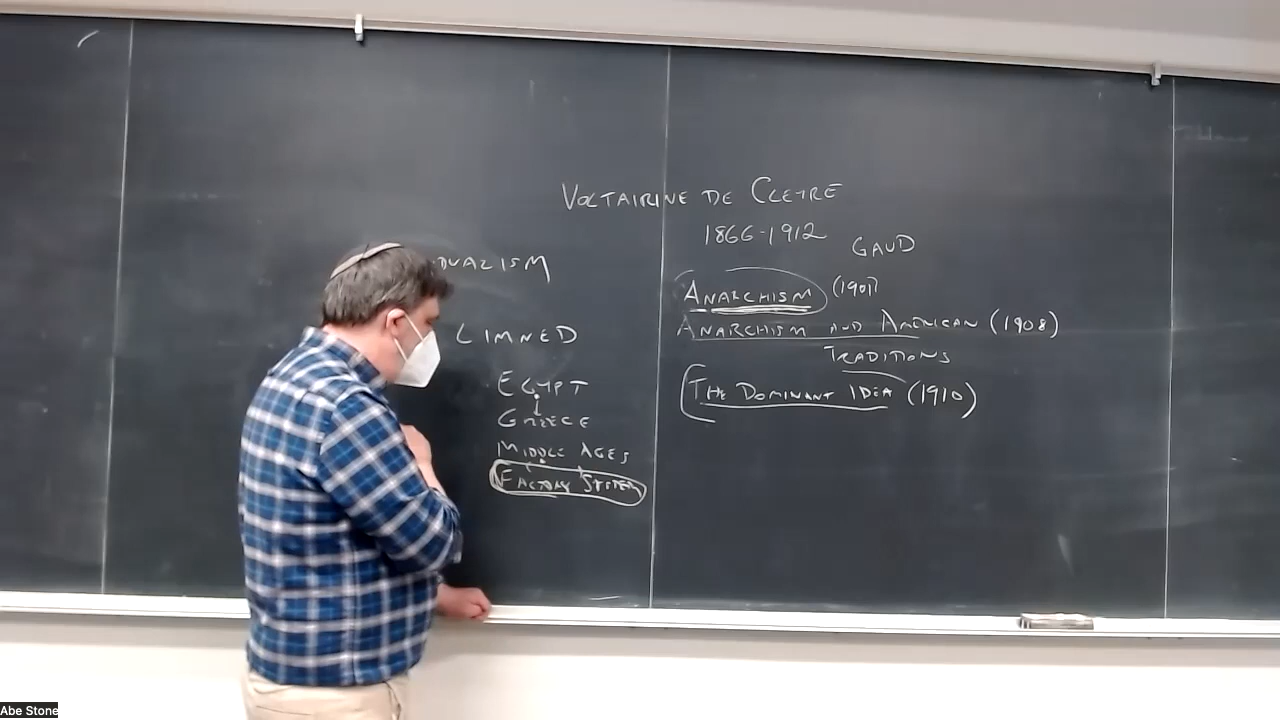 VOLTAIRINE DE CLEYRE
1866-1912
GAUD
DUALISM
ANARCHISM (1901)
LIMNED
ANARCHISM AND AMERICAN (1908)
TRADITIONS
EGYPT
THE DOMINANT IDEA (1910)
GREECE
MIDDLE AGES
FACTORY SYSTEM
Abe Stone